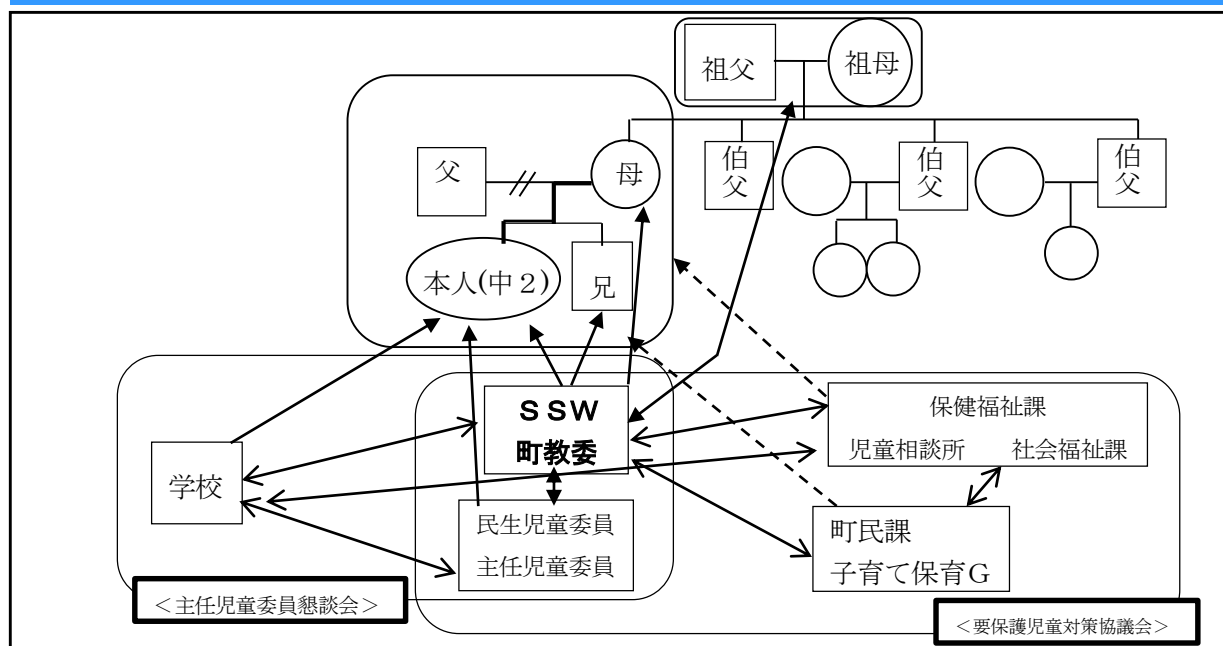 祖父
祖母
父
母
伯父
伯父
伯父
本人(中２)
兄
ＳＳＷ
町教委
保健福祉課
児童相談所　社会福祉課
学校
民生児童委員
主任児童委員
町民課
子育て保育Ｇ
＜主任児童委員懇談会＞
＜要保護児童対策協議会＞